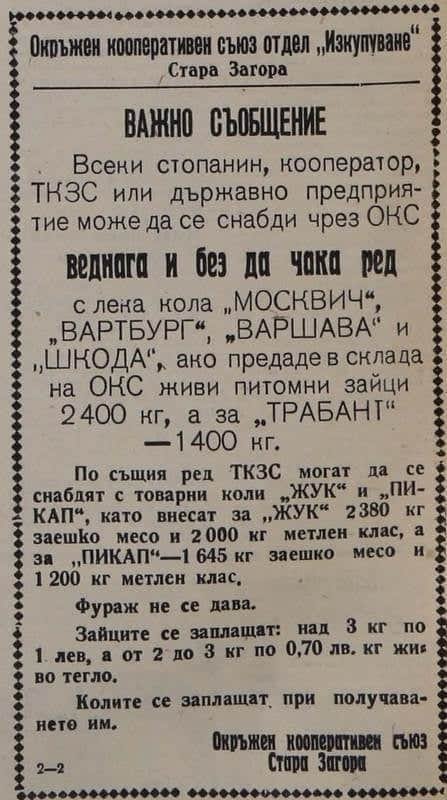 Окръжен кооперативен съюз отдел „Изкупуване“
Стара Загора
ВАЖНО СЪОБЩЕНИЕ
Всеки стопанин, кооператор,
ТКЗС или държавно предприя-
тие може да се снабди чрез ОКС
веднага и без да чака ред
с лека кола „МОСКВИЧ“,
„ВАРТБУРГ“, „ВАРШАВА“ и
„ШКОДА“, ако предаде в склада
на ОКС живи питомни зайци
2400 кг, а за „ТРАБАНТ“
—1400 кг.
По същия ред ТКЗС могат да се
снабдят с товарни коли „ЖУК“ и „ПИ-
КАП“, като внесат за „ЖУК“ 2380 кг
заешко месо и 2000 кг метлен клас, а
за „ПИКАП“—1645 кг заешко месо и
1200 кг метлен клас.
Фураж не се дава.
Зайците се заплащат: над 3 кг по
1 лев, а от 2 до 3 кг по 0,70 лв. кг жи-
во тегло.
Колите се заплащат при получава-
нето им.
Окръжен кооперативен съюз
2—2 Стара Загора